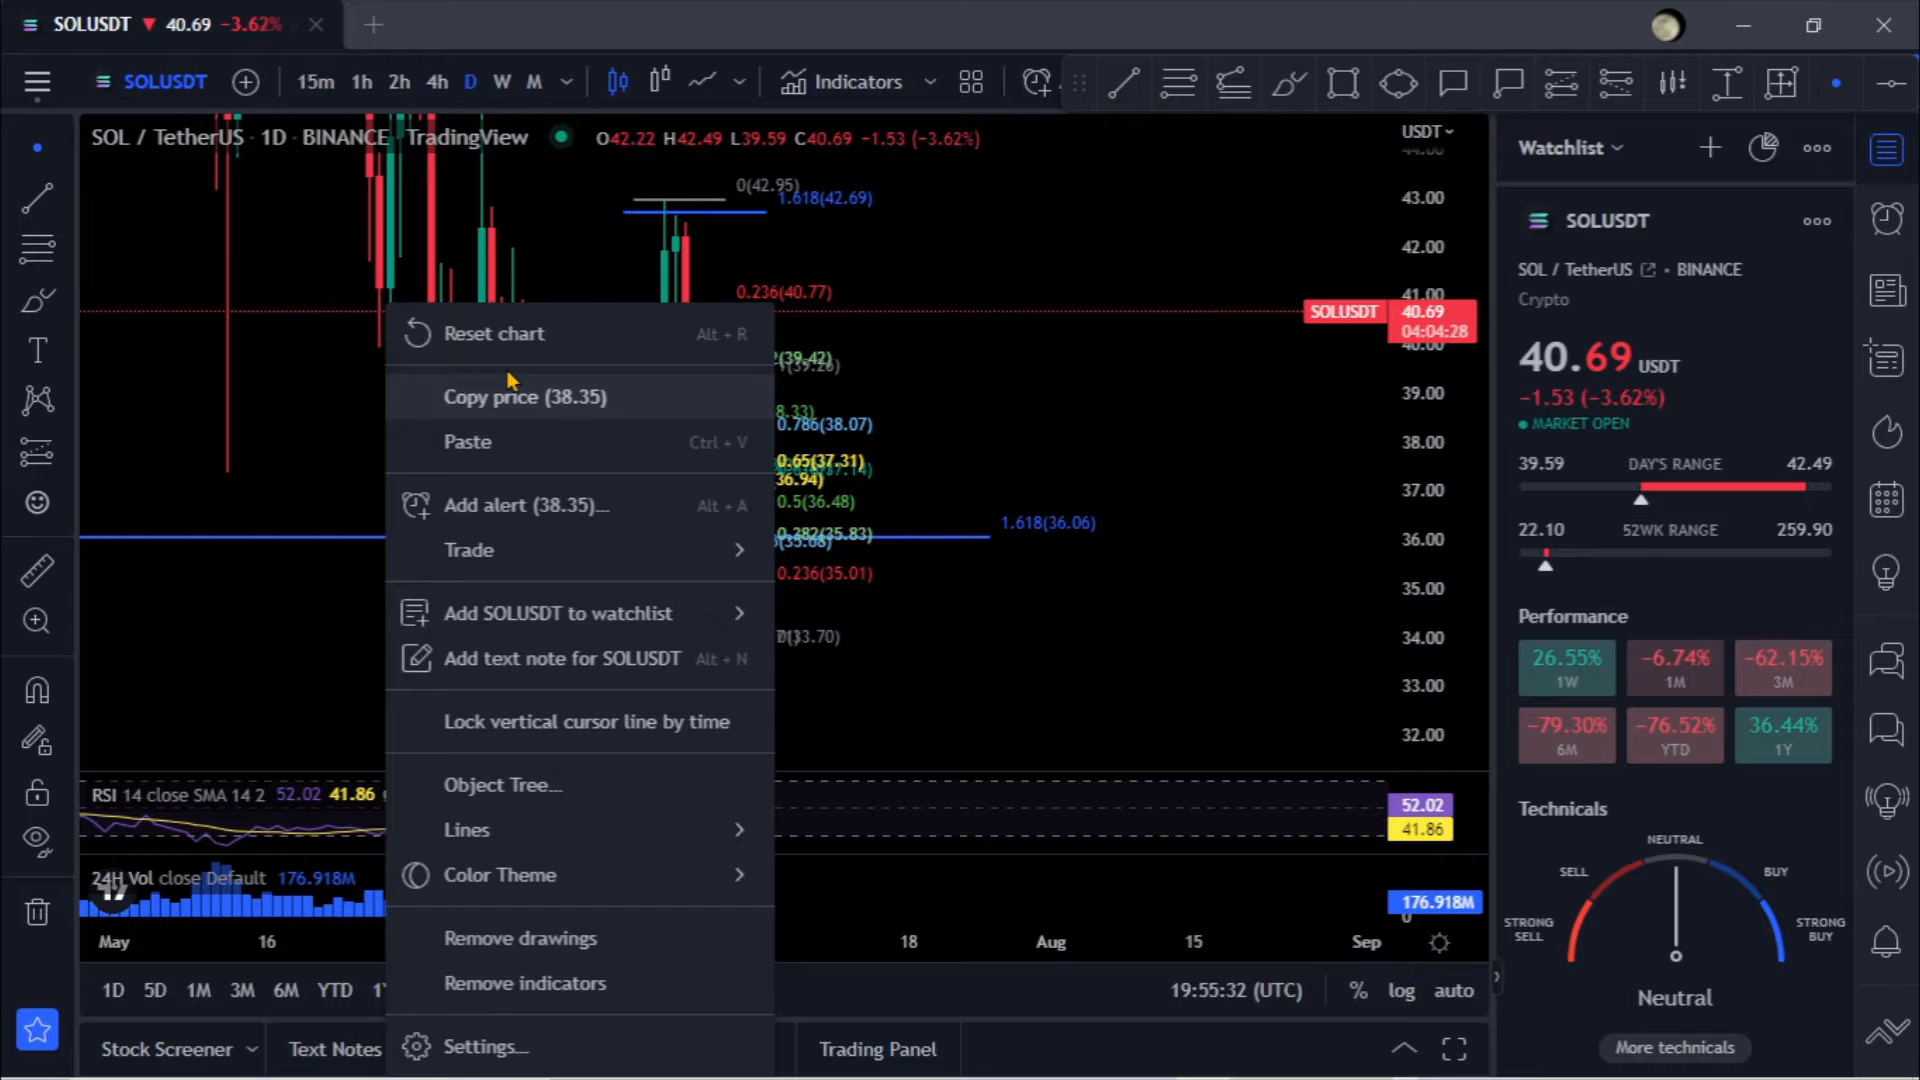 SOLUSDT ▼ 40.69 −3.62%
SOLUSDT 15m 1h 2h 4h D W M Indicators
SOL / TetherUS · 1D · BINANCE TradingView O42.22 H42.49 L39.59 C40.69 −1.53 (−3.62%)
USDT
0(42.95)
1.618(42.69)
0.236(40.77)
0.786(38.07)
0.65(37.31)
36.94)
0.5(36.48)
1.618(36.06)
0.382(35.83)
0.236(35.01)
43.00
42.00
41.00
SOLUSDT 40.69
04:04:28
40.00
39.00
38.00
37.00
36.00
35.00
34.00
33.00
32.00
Reset chart Alt + R
Copy price (38.35)
Paste Ctrl + V
Add alert (38.35)... Alt + A
Trade
Add SOLUSDT to watchlist
Add text note for SOLUSDT Alt + N
Lock vertical cursor line by time
Object Tree...
Lines
Color Theme
Remove drawings
Remove indicators
Settings...
RSI 14 close SMA 14 2 52.02 41.86
52.02
41.86
24H Vol close Default 176.918M
176.918M
0
May 16 18 Aug 15 Sep
1D 5D 1M 3M 6M YTD
19:55:32 (UTC) % log auto
Stock Screener Text Notes Trading Panel
Watchlist
SOLUSDT
SOL / TetherUS • BINANCE
Crypto
40.69 USDT
−1.53 (−3.62%)
MARKET OPEN
39.59 DAY'S RANGE 42.49
22.10 52WK RANGE 259.90
Performance
26.55% −6.74% −62.15%
1W 1M 3M
−79.30% −76.52% 36.44%
6M YTD 1Y
Technicals
NEUTRAL
SELL BUY
STRONG SELL STRONG BUY
Neutral
More technicals